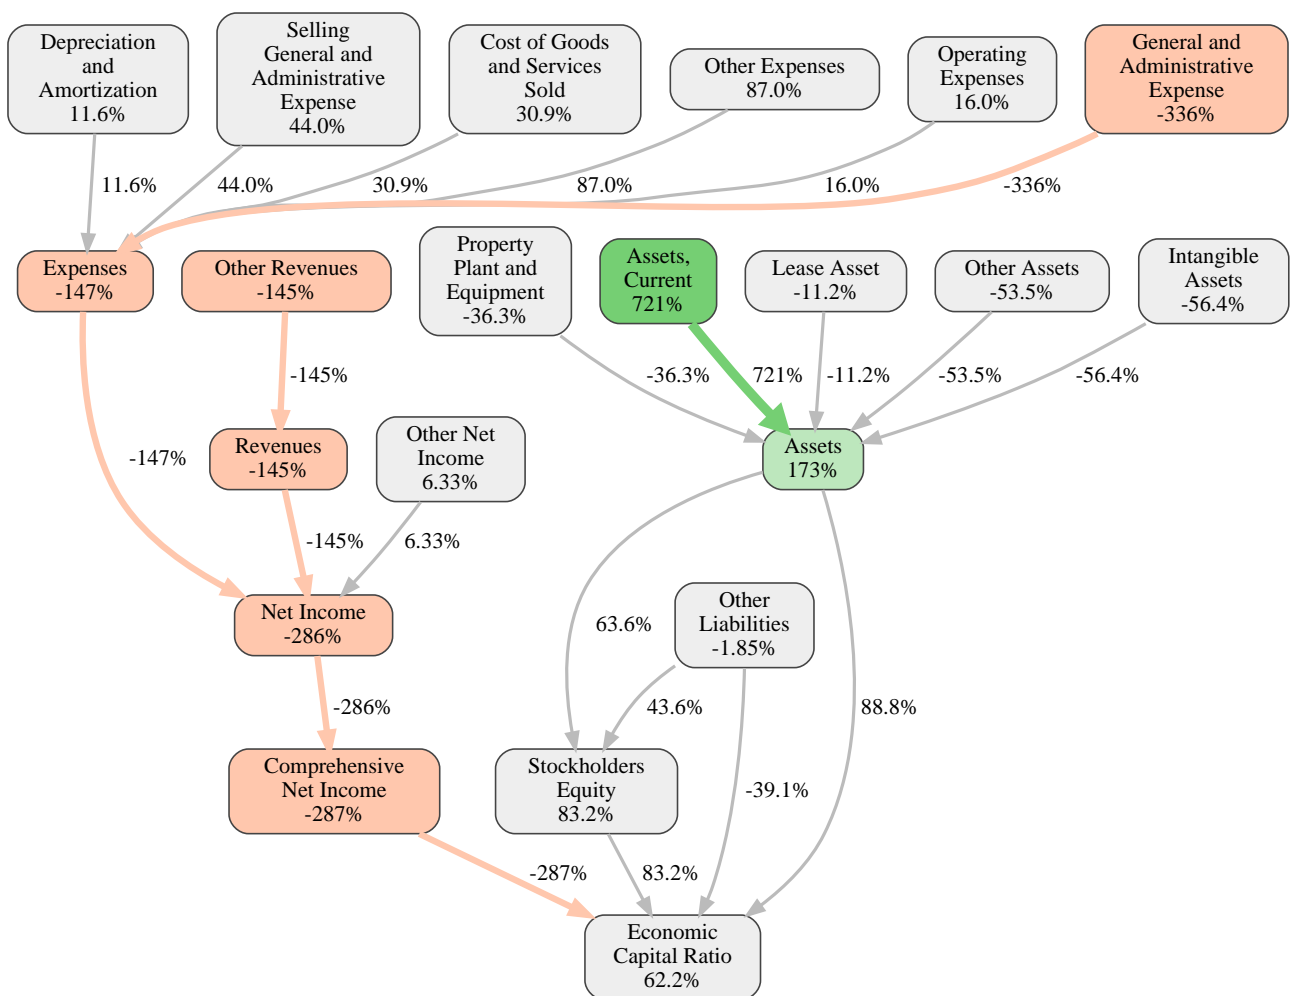 Depreciation
and
Amortization
11.6%
Selling
General and
Administrative
Expense
44.0%
Cost of Goods
and Services
Sold
30.9%
Other Expenses
87.0%
Operating
Expenses
16.0%
General and
Administrative
Expense
-336%
11.6%
44.0%
30.9%
87.0%
16.0%
-336%
Expenses
-147%
Other Revenues
-145%
Property
Plant and
Equipment
-36.3%
Assets,
Current
721%
Lease Asset
-11.2%
Other Assets
-53.5%
Intangible
Assets
-56.4%
-145%
-36.3%
721%
-11.2%
-53.5%
-56.4%
-147%
Revenues
-145%
Other Net
Income
6.33%
Assets
173%
-145%
6.33%
Net Income
-286%
63.6%
Other
Liabilities
-1.85%
-286%
43.6%
88.8%
Comprehensive
Net Income
-287%
Stockholders
Equity
83.2%
-39.1%
-287%
83.2%
Economic
Capital Ratio
62.2%